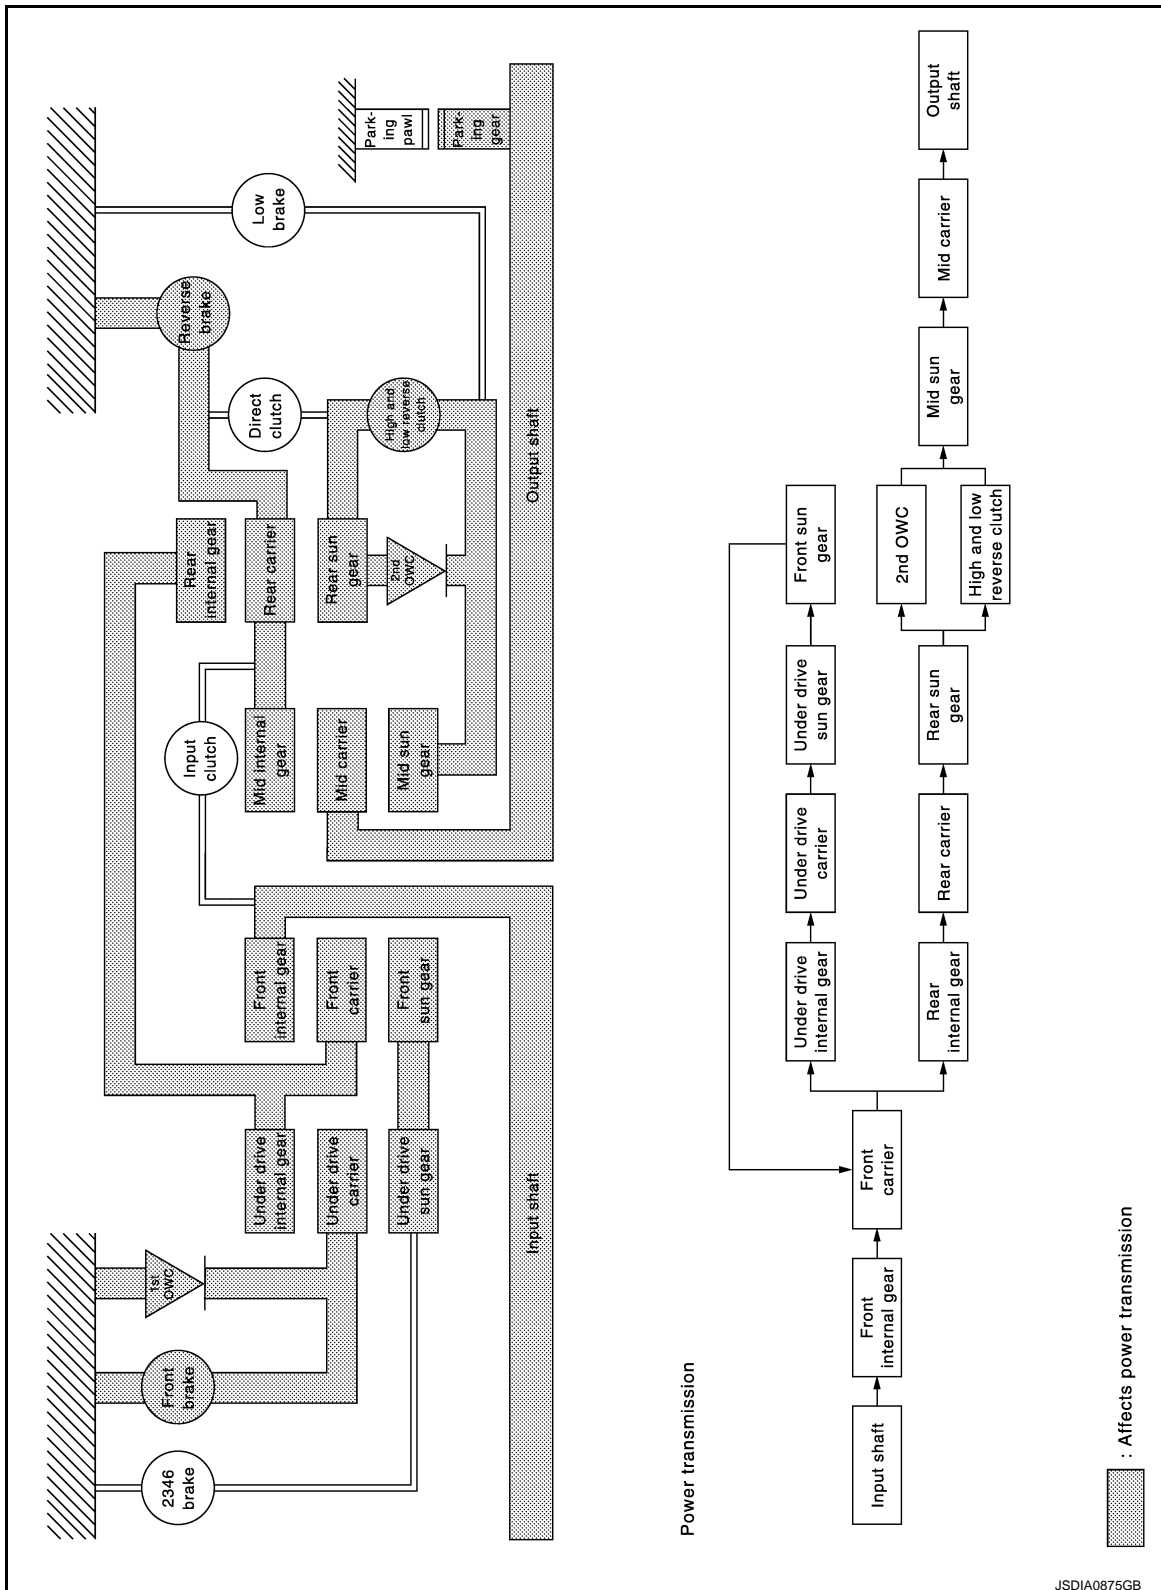 2346
brake
Front
brake
1st
OWC
Under drive
internal gear
Under drive
carrier
Under drive
sun gear
Front
internal gear
Front
carrier
Front
sun gear
Input
clutch
Mid internal
gear
Mid carrier
Mid sun
gear
Rear
internal gear
Rear carrier
Rear sun
gear
2nd
OWC
Direct
clutch
High and
low reverse
clutch
Reverse
brake
Low
brake
Park-
ing
pawl
Park-
ing
gear
Input shaft
Output shaft
Power transmission
Input shaft
Front
internal gear
Front
carrier
Under drive
internal gear
Under drive
carrier
Under drive
sun gear
Front sun
gear
Rear
internal gear
Rear carrier
Rear sun
gear
2nd OWC
High and low
reverse clutch
Mid sun
gear
Mid carrier
Output
shaft
: Affects power transmission
JSDIA0875GB